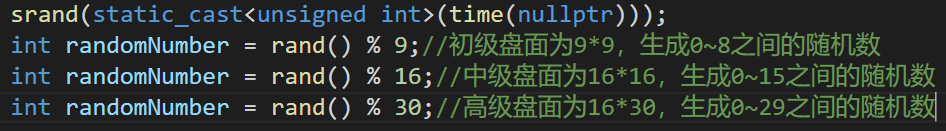 srand(static_cast<unsigned int>(time(nullptr)));
int randomNumber = rand() % 9;//初级盘面为9*9，生成0~8之间的随机数
int randomNumber = rand() % 16;//中级盘面为16*16，生成0~15之间的随机数
int randomNumber = rand() % 30;//高级盘面为16*30，生成0~29之间的随机数